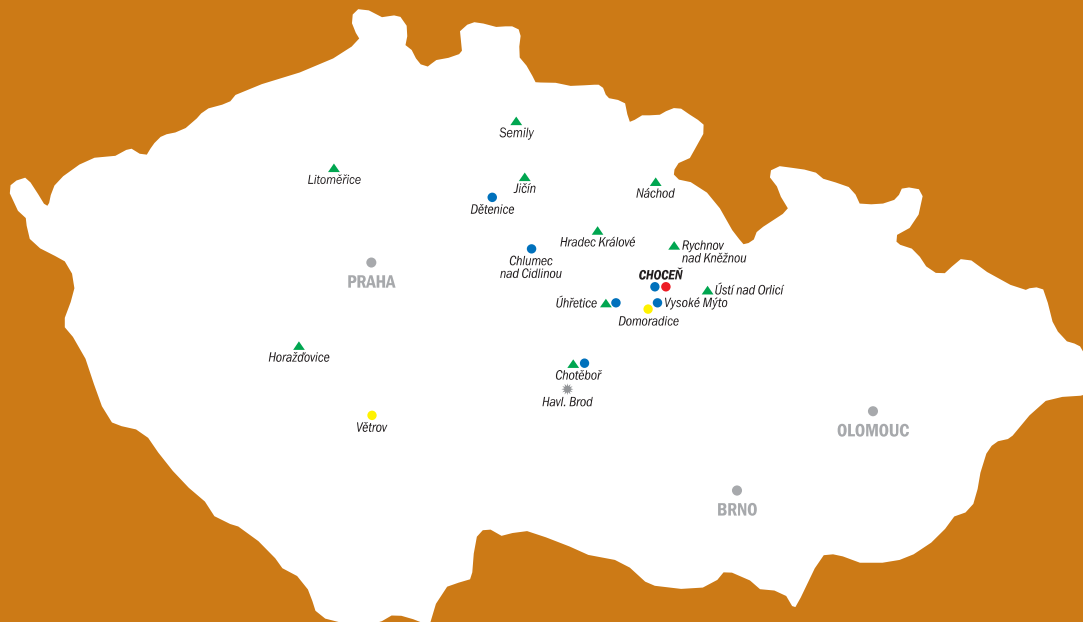 Semily
Litoměřice
Jičín
Náchod
Dětenice
Hradec Králové
Rychnov
nad Kněžnou
Chlumec
nad Cidlinou
PRAHA
CHOCEŇ
Ústí nad Orlicí
Úhřetice
Vysoké Mýto
Domoradice
Horažďovice
Chotěboř
Havl. Brod
Větrov
OLOMOUC
BRNO